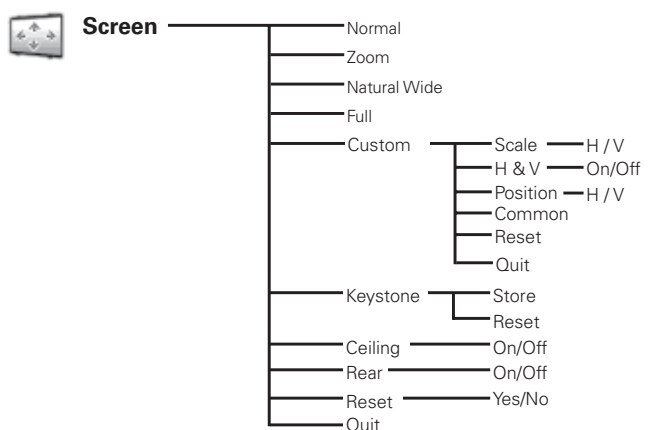 Screen
Normal
Zoom
Natural Wide
Full
Custom
Scale H / V
H & V On/Off
Position H / V
Common
Reset
Quit
Keystone Store
Reset
Ceiling On/Off
Rear On/Off
Reset Yes/No
Quit